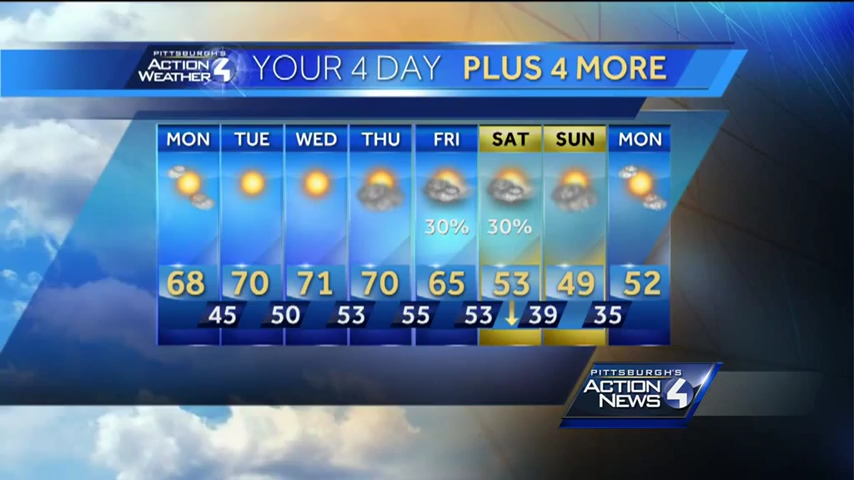 PITTSBURGH'S
ACTION
WEATHER 4
YOUR 4 DAY PLUS 4 MORE
MON TUE WED THU FRI SAT SUN MON
30% 30%
68 70 71 70 65 53 49 52
45 50 53 55 53 39 35
PITTSBURGH'S
ACTION
NEWS 4